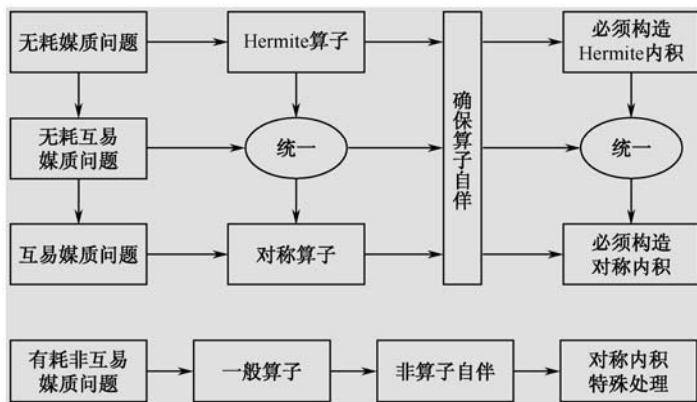 无耗媒质问题
Hermite算子
必须构造
Hermite内积
无耗互易
媒质问题
统一
确保算子自伴
统一
互易媒质问题
对称算子
必须构造
对称内积
有耗非互易
媒质问题
一般算子
非算子自伴
对称内积
特殊处理